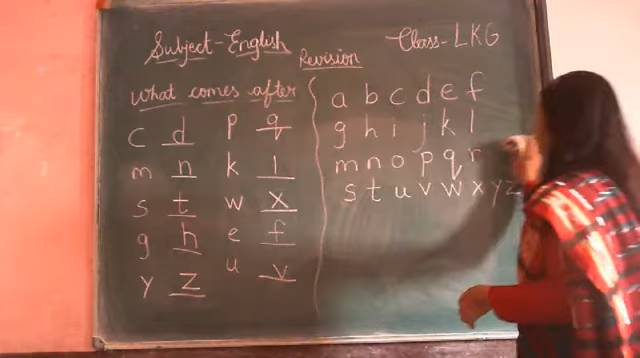 Subject-English Class-LKG
Revision
What comes after
c d p q
m n k l
s t w x
g h e f
y z u v
a b c d e f
g h i j k l
m n o p q r
s t u v w x y z